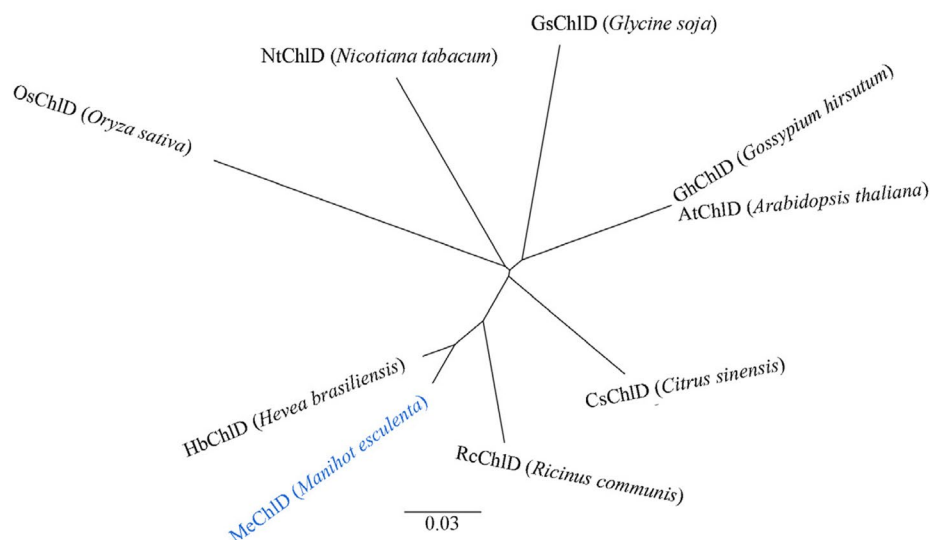 GsChlD (Glycine soja)
NtChlD (Nicotiana tabacum)
OsChlD (Oryza sativa)
GhChlD (Gossypium hirsutum)
AtChlD (Arabidopsis thaliana)
CsChlD (Citrus sinensis)
HbChlD (Hevea brasiliensis)
MeChlD (Manihot esculenta)
RcChlD (Ricinus communis)
0.03